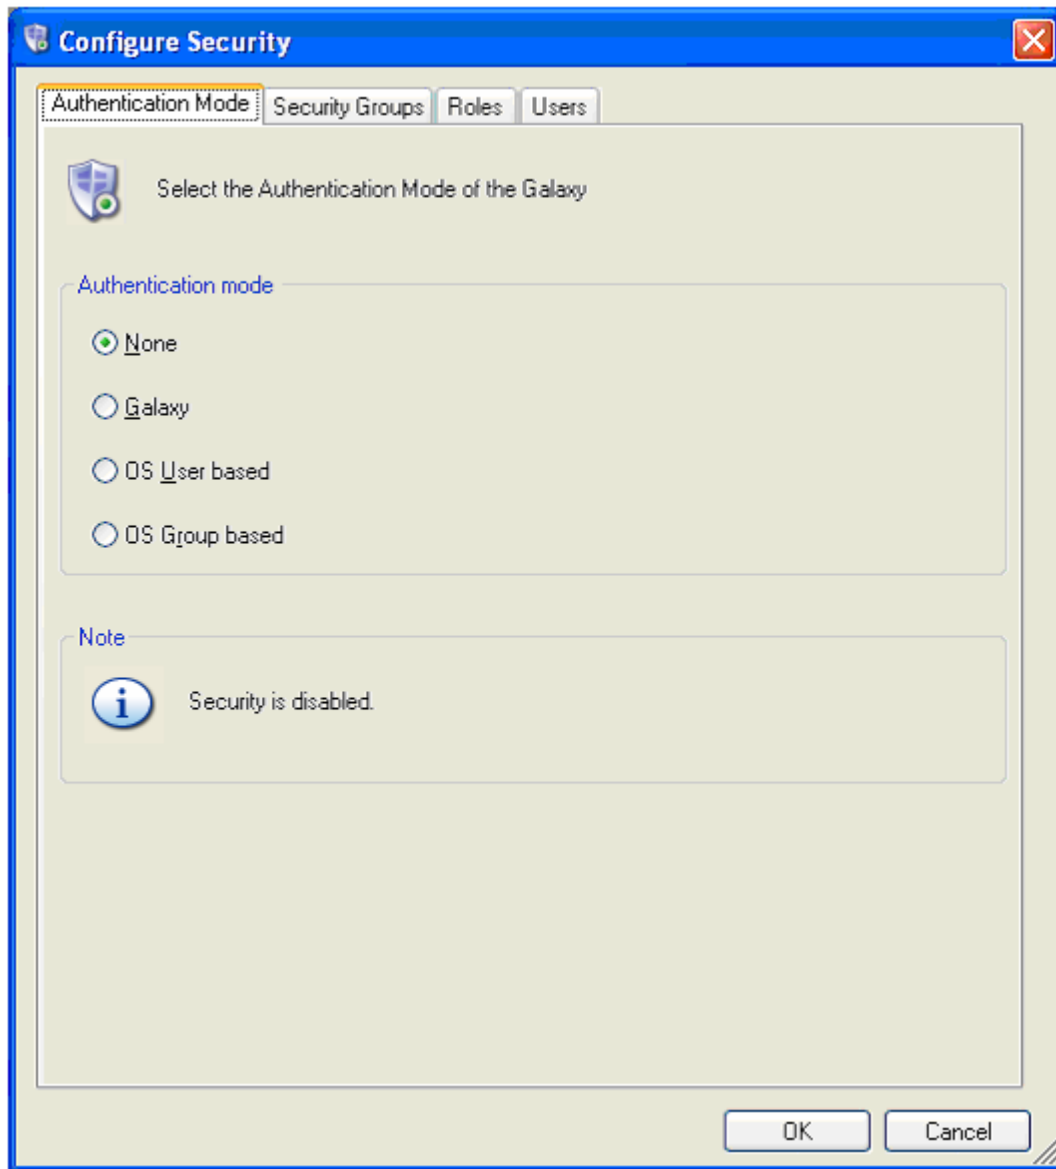 Configure Security
Authentication Mode Security Groups Roles Users
Select the Authentication Mode of the Galaxy
Authentication mode
None
Galaxy
OS User based
OS Group based
Note
Security is disabled.
OK Cancel